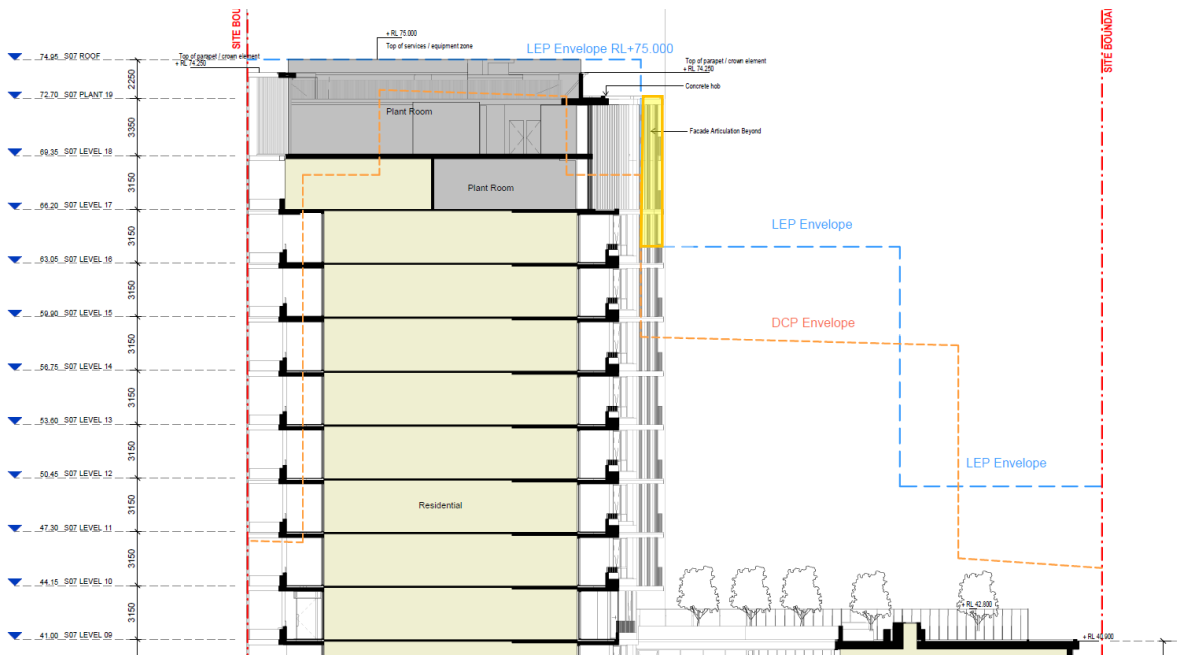 SITE BOU
SITE BOUNDAI
+ RL 75.000
Top of services / equipment zone
LEP Envelope RL+75.000
74.95 S07 ROOF
Top of parapet / crown element
+ RL 74.250
Top of parapet / crown element
+ RL 74.250
2250
Concrete hob
72.70 S07 PLANT 19
Plant Room
3350
Facade Articulation Beyond
69.35 S07 LEVEL 18
3150
Plant Room
66.20 S07 LEVEL 17
LEP Envelope
3150
63.05 S07 LEVEL 16
3150
59.90 S07 LEVEL 15
DCP Envelope
3150
56.75 S07 LEVEL 14
3150
53.60 S07 LEVEL 13
3150
LEP Envelope
50.45 S07 LEVEL 12
3150
Residential
47.30 S07 LEVEL 11
3150
44.15 S07 LEVEL 10
3150
+ RL 42.800
41.00 S07 LEVEL 09
+ RL